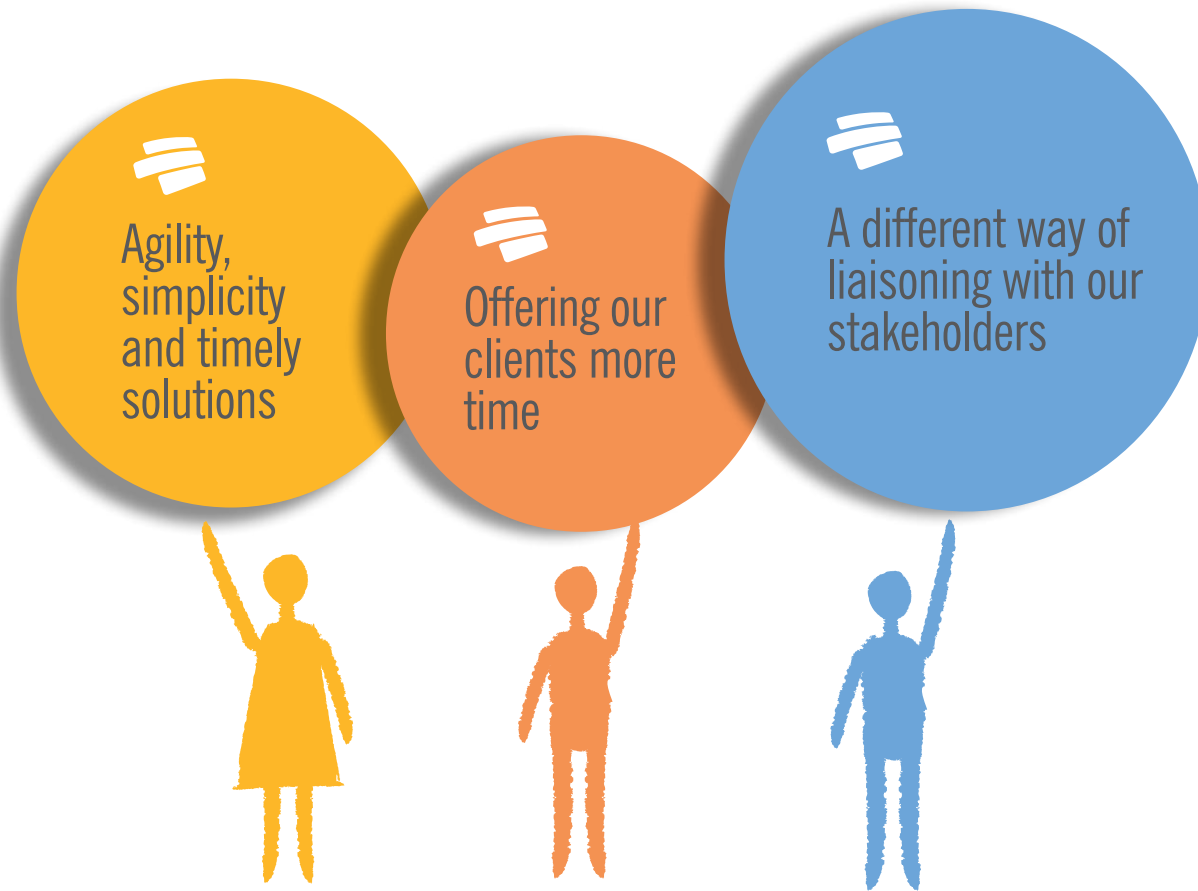 Agility,
simplicity
and timely
solutions
Offering our
clients more
time
A different way of
liaisoning with our
stakeholders